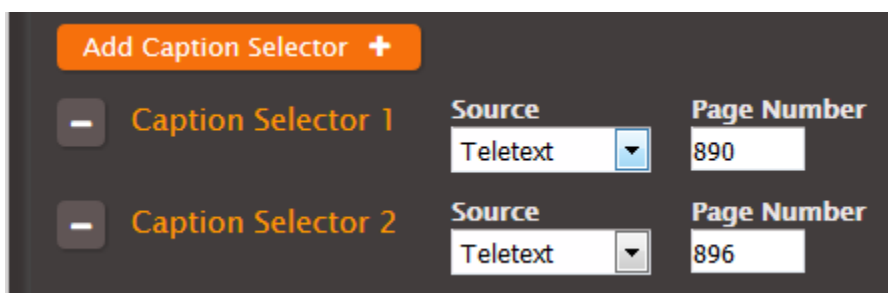 Add Caption Selector +
Source Page Number
Caption Selector 1
Teletext 890
Source Page Number
Caption Selector 2
Teletext 896